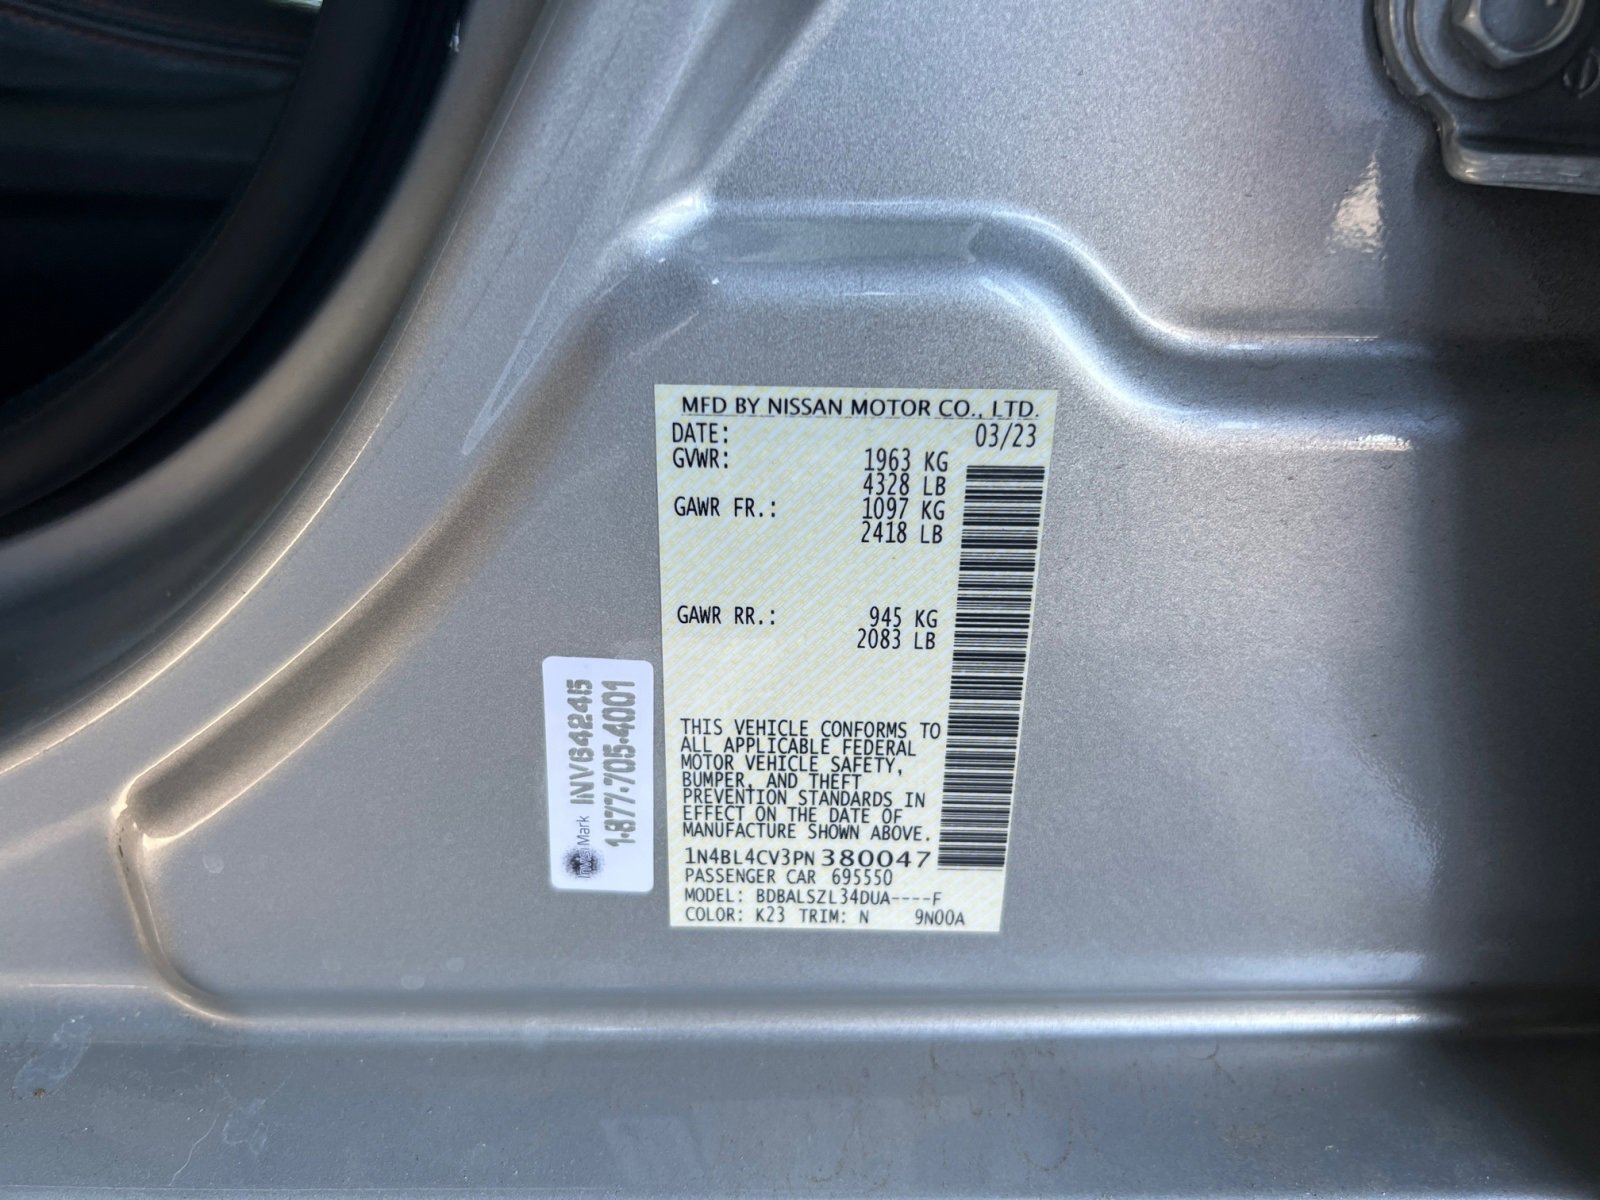 MFD BY NISSAN MOTOR CO., LTD.
DATE: 03/23
GVWR: 1963 KG
4328 LB
GAWR FR.: 1097 KG
2418 LB
GAWR RR.: 945 KG
2083 LB
THIS VEHICLE CONFORMS TO
ALL APPLICABLE FEDERAL
MOTOR VEHICLE SAFETY,
BUMPER, AND THEFT
PREVENTION STANDARDS IN
EFFECT ON THE DATE OF
MANUFACTURE SHOWN ABOVE.
1N4BL4CV3PN380047
PASSENGER CAR 695550
MODEL: BDBALSZL34DUA----F
COLOR: K23 TRIM: N 9N00A
Mark INV642445
1-877-705-4001